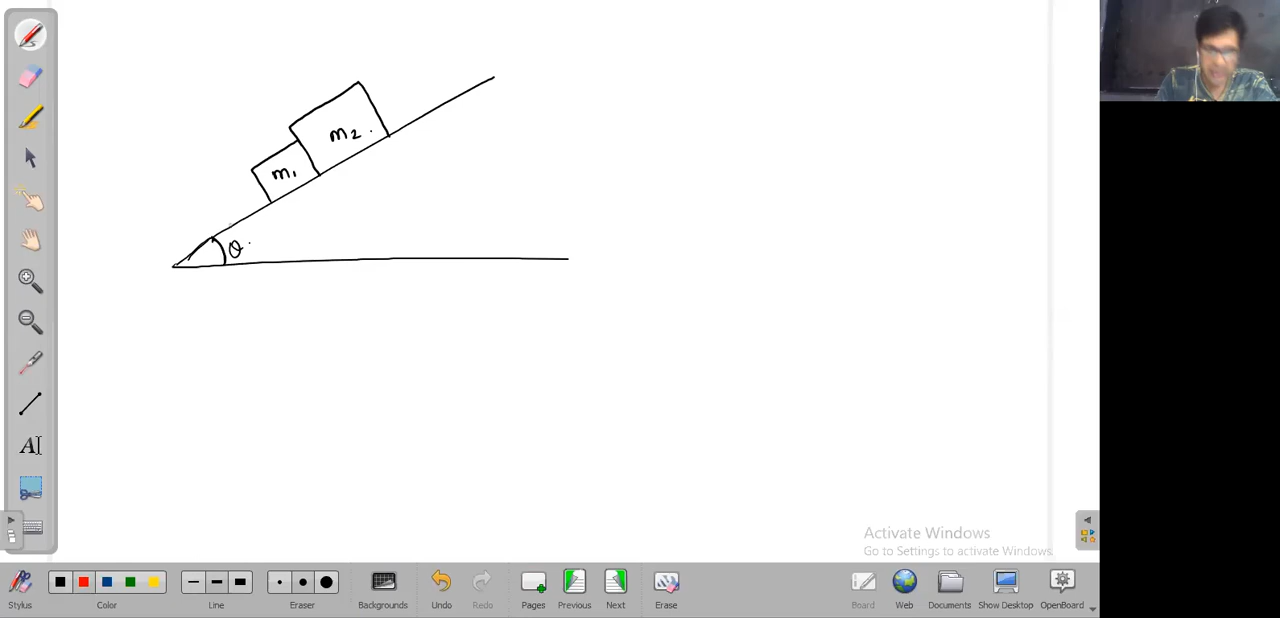 m2.
m1
θ
AI
Activate Windows
Go to Settings to activate Windows.
Stylus
Color
Line
Eraser
Backgrounds
Undo
Redo
Pages
Previous
Next
Erase
Board
Web
Documents
Show Desktop
OpenBoard